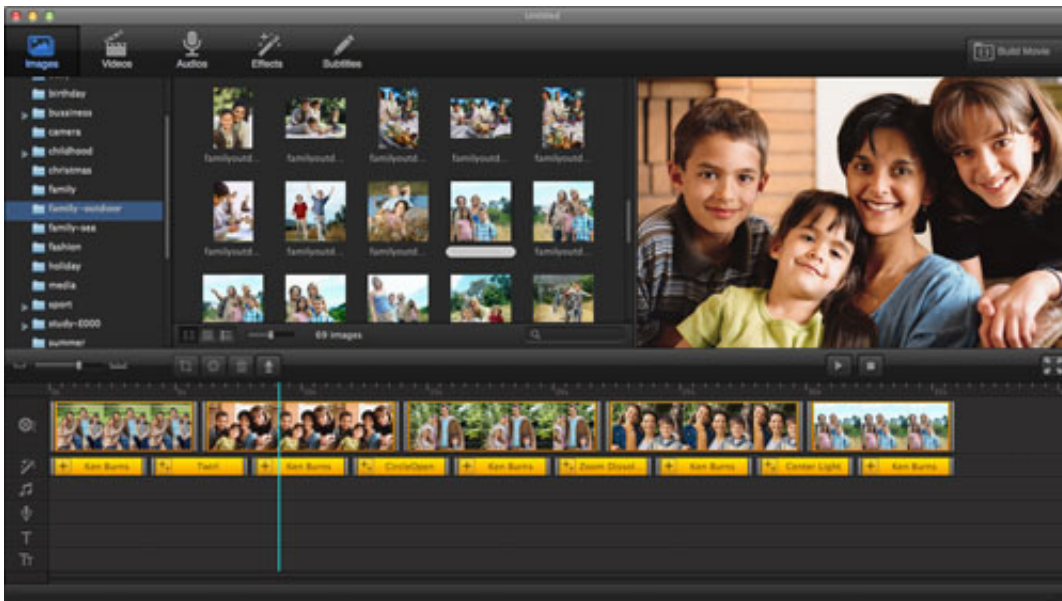 Untitled
Images Videos Audios Effects Subtitles
Build Movie
birthday
bussiness
camera
childhood
christmas
family
family-outdoor
family-sea
fashion
holiday
media
sport
study-E000
summer
familyoutd... familyoutd... familyoutd... familyoutd... familyoutd...
familyoutd... familyoutd... familyoutd... familyoutd...
69 images
Ken Burns Twirl Ken Burns CircleOpen Ken Burns Zoom Dissol... Ken Burns Center Light Ken Burns